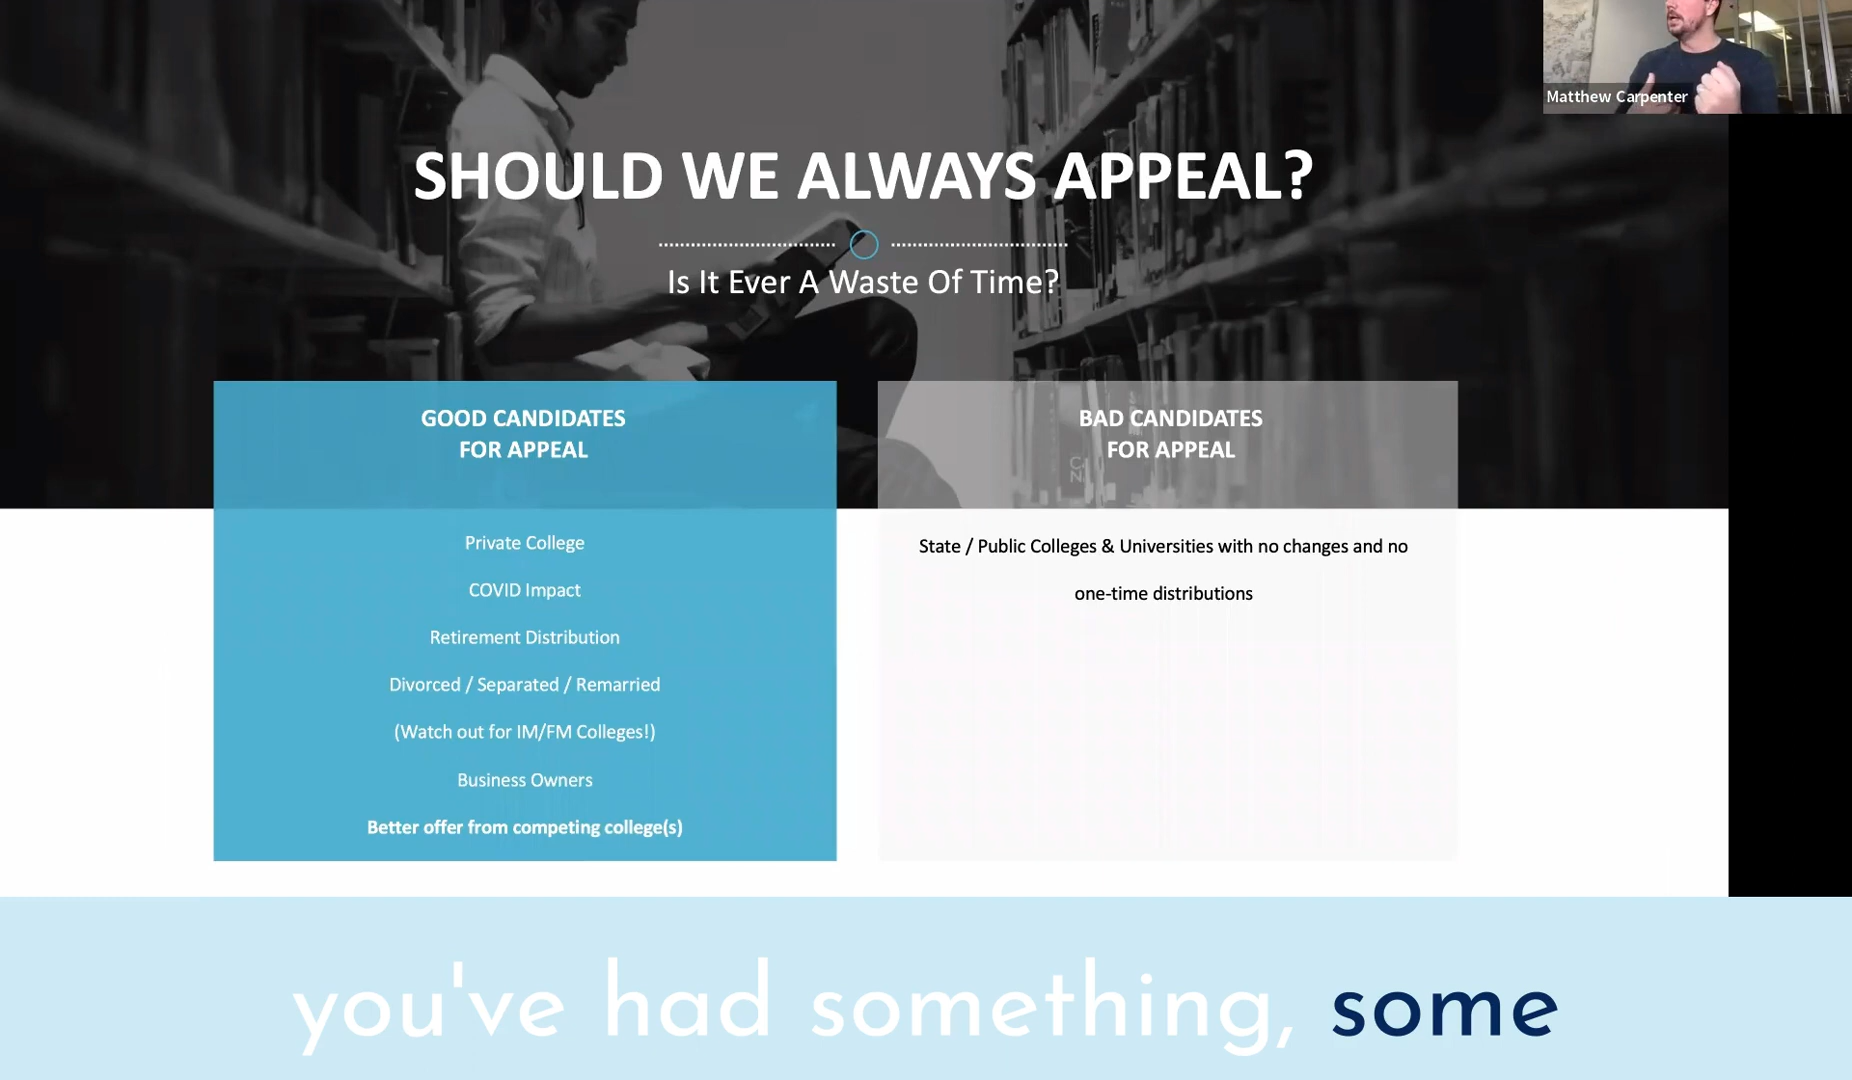 Matthew Carpenter
SHOULD WE ALWAYS APPEAL?
Is It Ever A Waste Of Time?
GOOD CANDIDATES
FOR APPEAL
Private College
COVID Impact
Retirement Distribution
Divorced / Separated / Remarried
(Watch out for IM/FM Colleges!)
Business Owners
Better offer from competing college(s)
BAD CANDIDATES
FOR APPEAL
State / Public Colleges & Universities with no changes and no
one-time distributions
you've had something, some